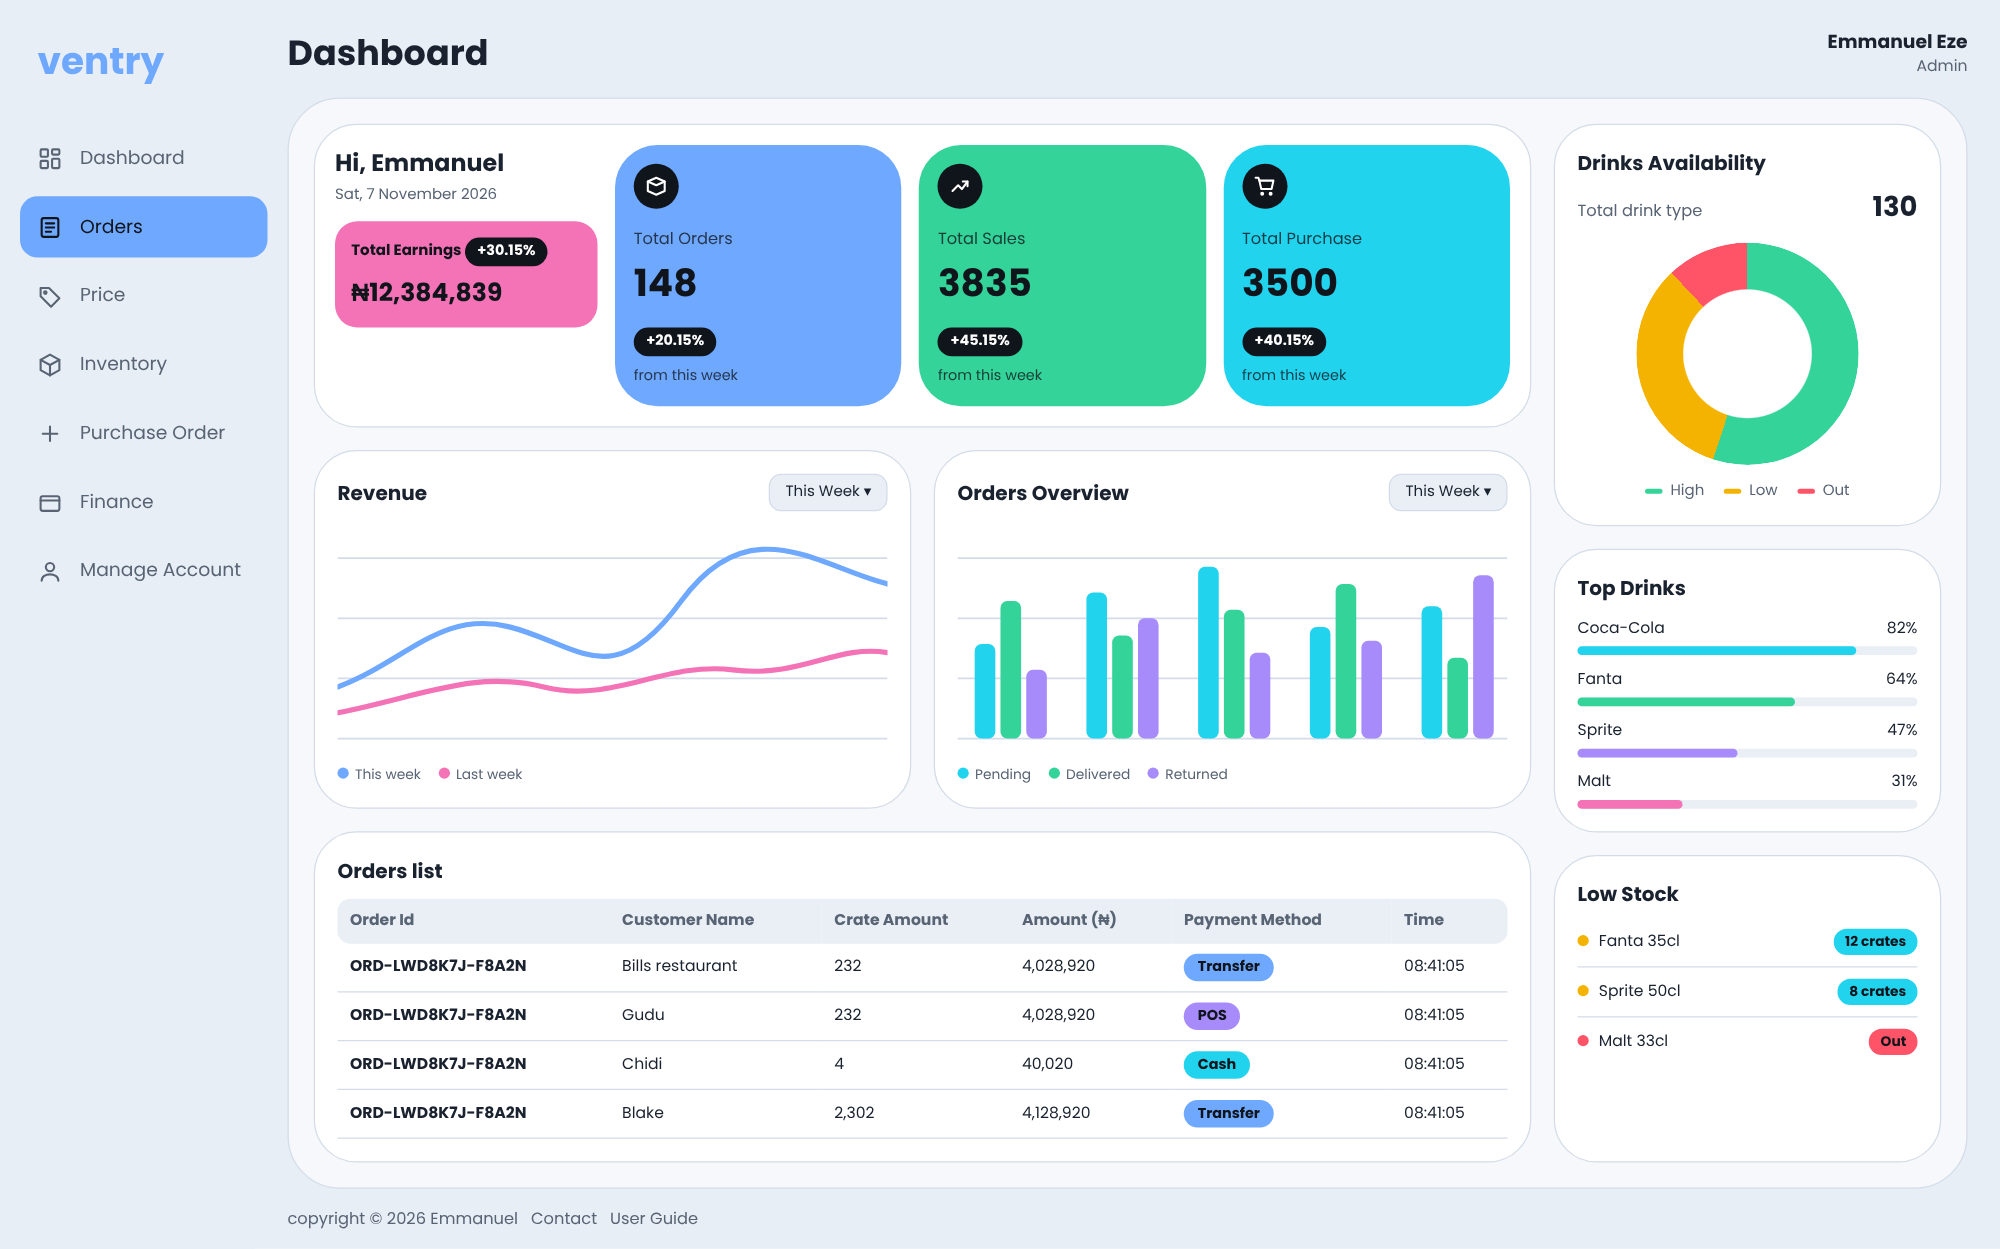 ventry
Dashboard
Orders
Price
Inventory
Purchase Order
Finance
Manage Account
Dashboard
Emmanuel Eze
Admin
Hi, Emmanuel
Sat, 7 November 2026
Total Earnings +30.15%
₦12,384,839
Total Orders
148
+20.15%
from this week
Total Sales
3835
+45.15%
from this week
Total Purchase
3500
+40.15%
from this week
Revenue
This Week ▾
This week Last week
Orders Overview
This Week ▾
Pending Delivered Returned
Orders list
Order Id Customer Name Crate Amount Amount (₦) Payment Method Time
ORD-LWD8K7J-F8A2N Bills restaurant 232 4,028,920 Transfer 08:41:05
ORD-LWD8K7J-F8A2N Gudu 232 4,028,920 POS 08:41:05
ORD-LWD8K7J-F8A2N Chidi 4 40,020 Cash 08:41:05
ORD-LWD8K7J-F8A2N Blake 2,302 4,128,920 Transfer 08:41:05
Drinks Availability
Total drink type 130
High Low Out
Top Drinks
Coca-Cola 82%
Fanta 64%
Sprite 47%
Malt 31%
Low Stock
Fanta 35cl 12 crates
Sprite 50cl 8 crates
Malt 33cl Out
copyright © 2026 Emmanuel Contact User Guide